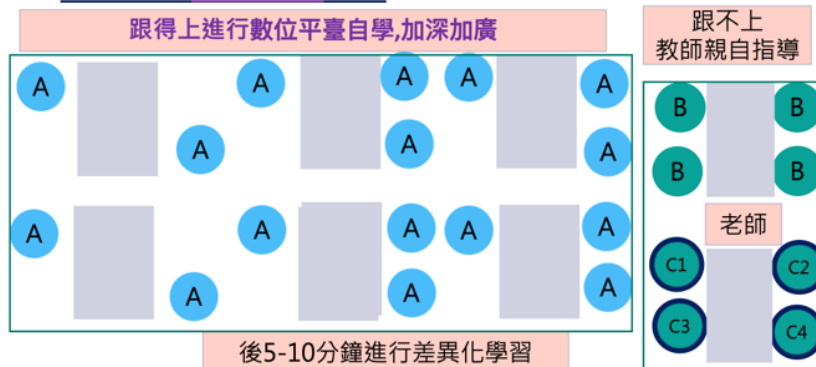 跟得上進行數位平臺自學,加深加廣
跟不上
教師親自指導
A A A A A
A A A
A A A A A
A A A
B B
B B
老師
C1 C2
C3 C4
後5-10分鐘進行差異化學習